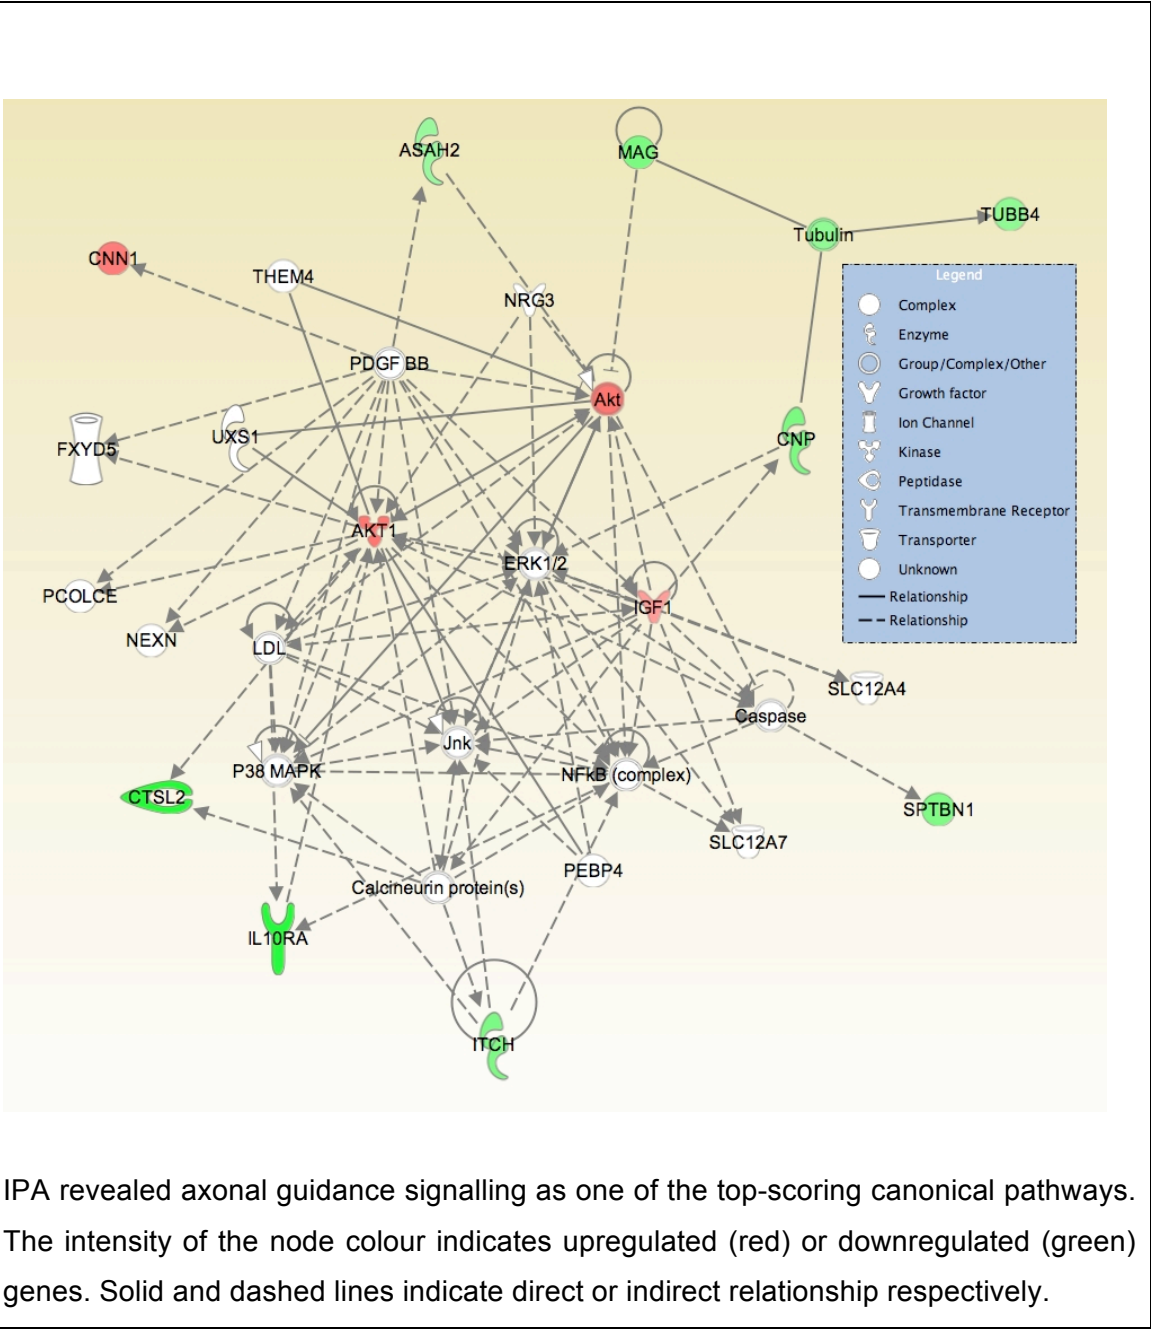 ASAH2
MAG
TUBB4
Tubulin
CNN1
THEM4
NRG3
PDGF BB
Akt
FXYD5
UXS1
CNP
AKT1
ERK1/2
PCOLCE
IGF1
NEXN
LDL
SLC12A4
Caspase
Jnk
P38 MAPK
NFkB (complex)
CTSL2
SPTBN1
SLC12A7
PEBP4
Calcineurin protein(s)
IL10RA
ITCH
Legend
Complex
Enzyme
Group/Complex/Other
Growth factor
Ion Channel
Kinase
Peptidase
Transmembrane Receptor
Transporter
Unknown
Relationship
Relationship
IPA revealed axonal guidance signalling as one of the top-scoring canonical pathways.
The intensity of the node colour indicates upregulated (red) or downregulated (green)
genes. Solid and dashed lines indicate direct or indirect relationship respectively.